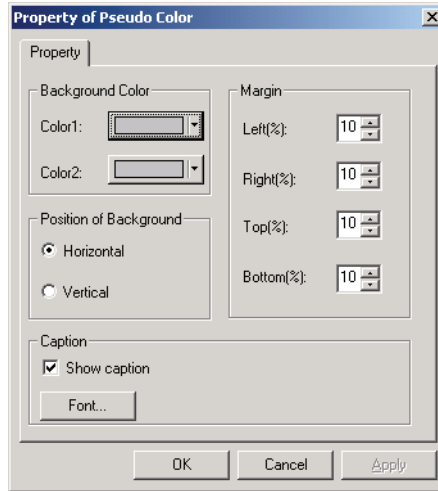 Property of Pseudo Color
Property
Background Color
Color1:
Color2:
Position of Background
Horizontal
Vertical
Margin
Left(%): 10
Right(%): 10
Top(%): 10
Bottom(%): 10
Caption
Show caption
Font...
OK Cancel Apply